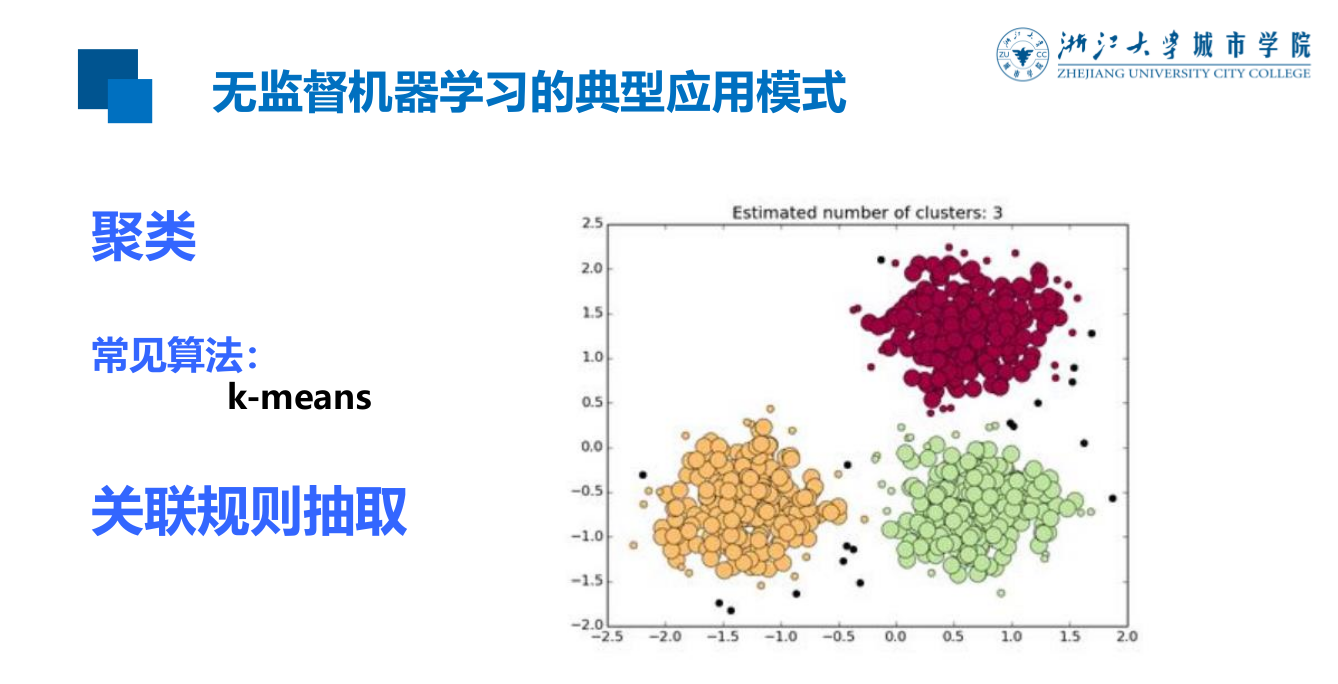 浙江大学城市学院
ZHEJIANG UNIVERSITY CITY COLLEGE
ZU CC
无监督机器学习的典型应用模式
聚类
常见算法：
k-means
关联规则抽取
Estimated number of clusters: 3
2.5
2.0
1.5
1.0
0.5
0.0
−0.5
−1.0
−1.5
−2.0
−2.5 −2.0 −1.5 −1.0 −0.5 0.0 0.5 1.0 1.5 2.0